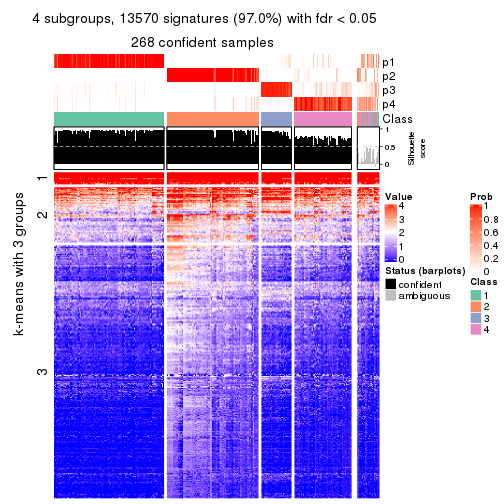 4 subgroups, 13570 signatures (97.0%) with fdr < 0.05
268 confident samples
p1
p2
p3
p4
Class
1
0.5
0
Silhouette
score
k-means with 3 groups
1
2
3
Value
4
3
2
1
0
Prob
1
0.8
0.6
0.4
0.2
0
Status (barplots)
confident
ambiguous
Class
1
2
3
4